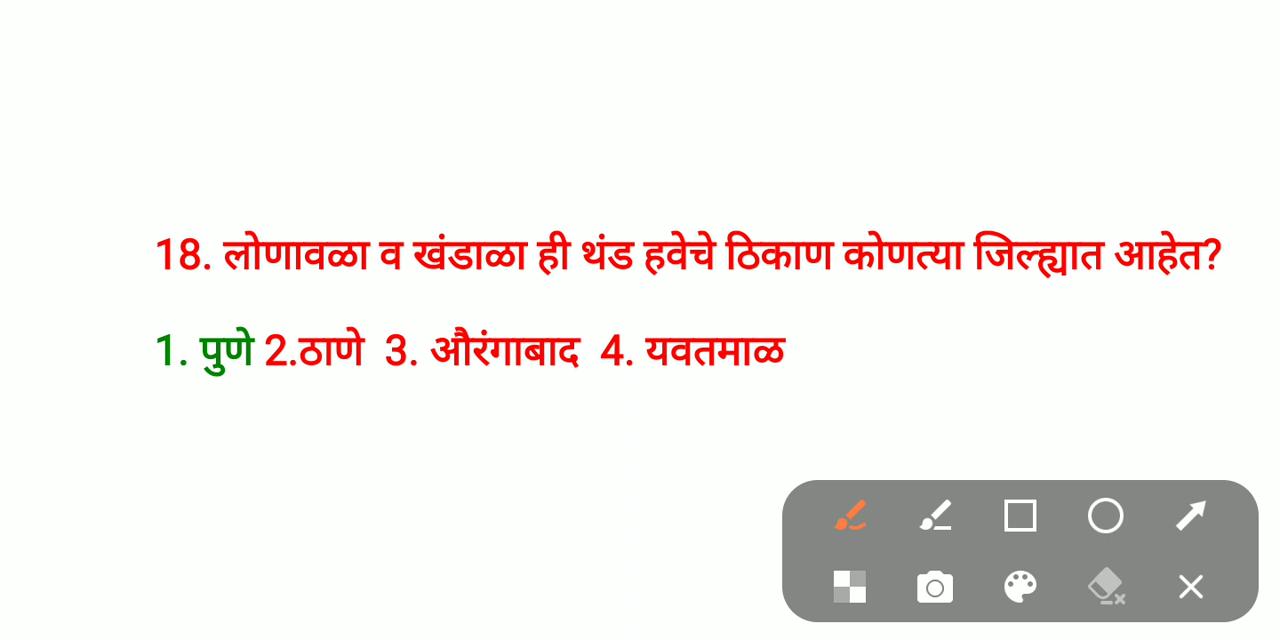 18. लोणावळा व खंडाळा ही थंड हवेचे ठिकाण कोणत्या जिल्ह्यात आहेत?
1. पुणे 2.ठाणे 3. औरंगाबाद 4. यवतमाळ